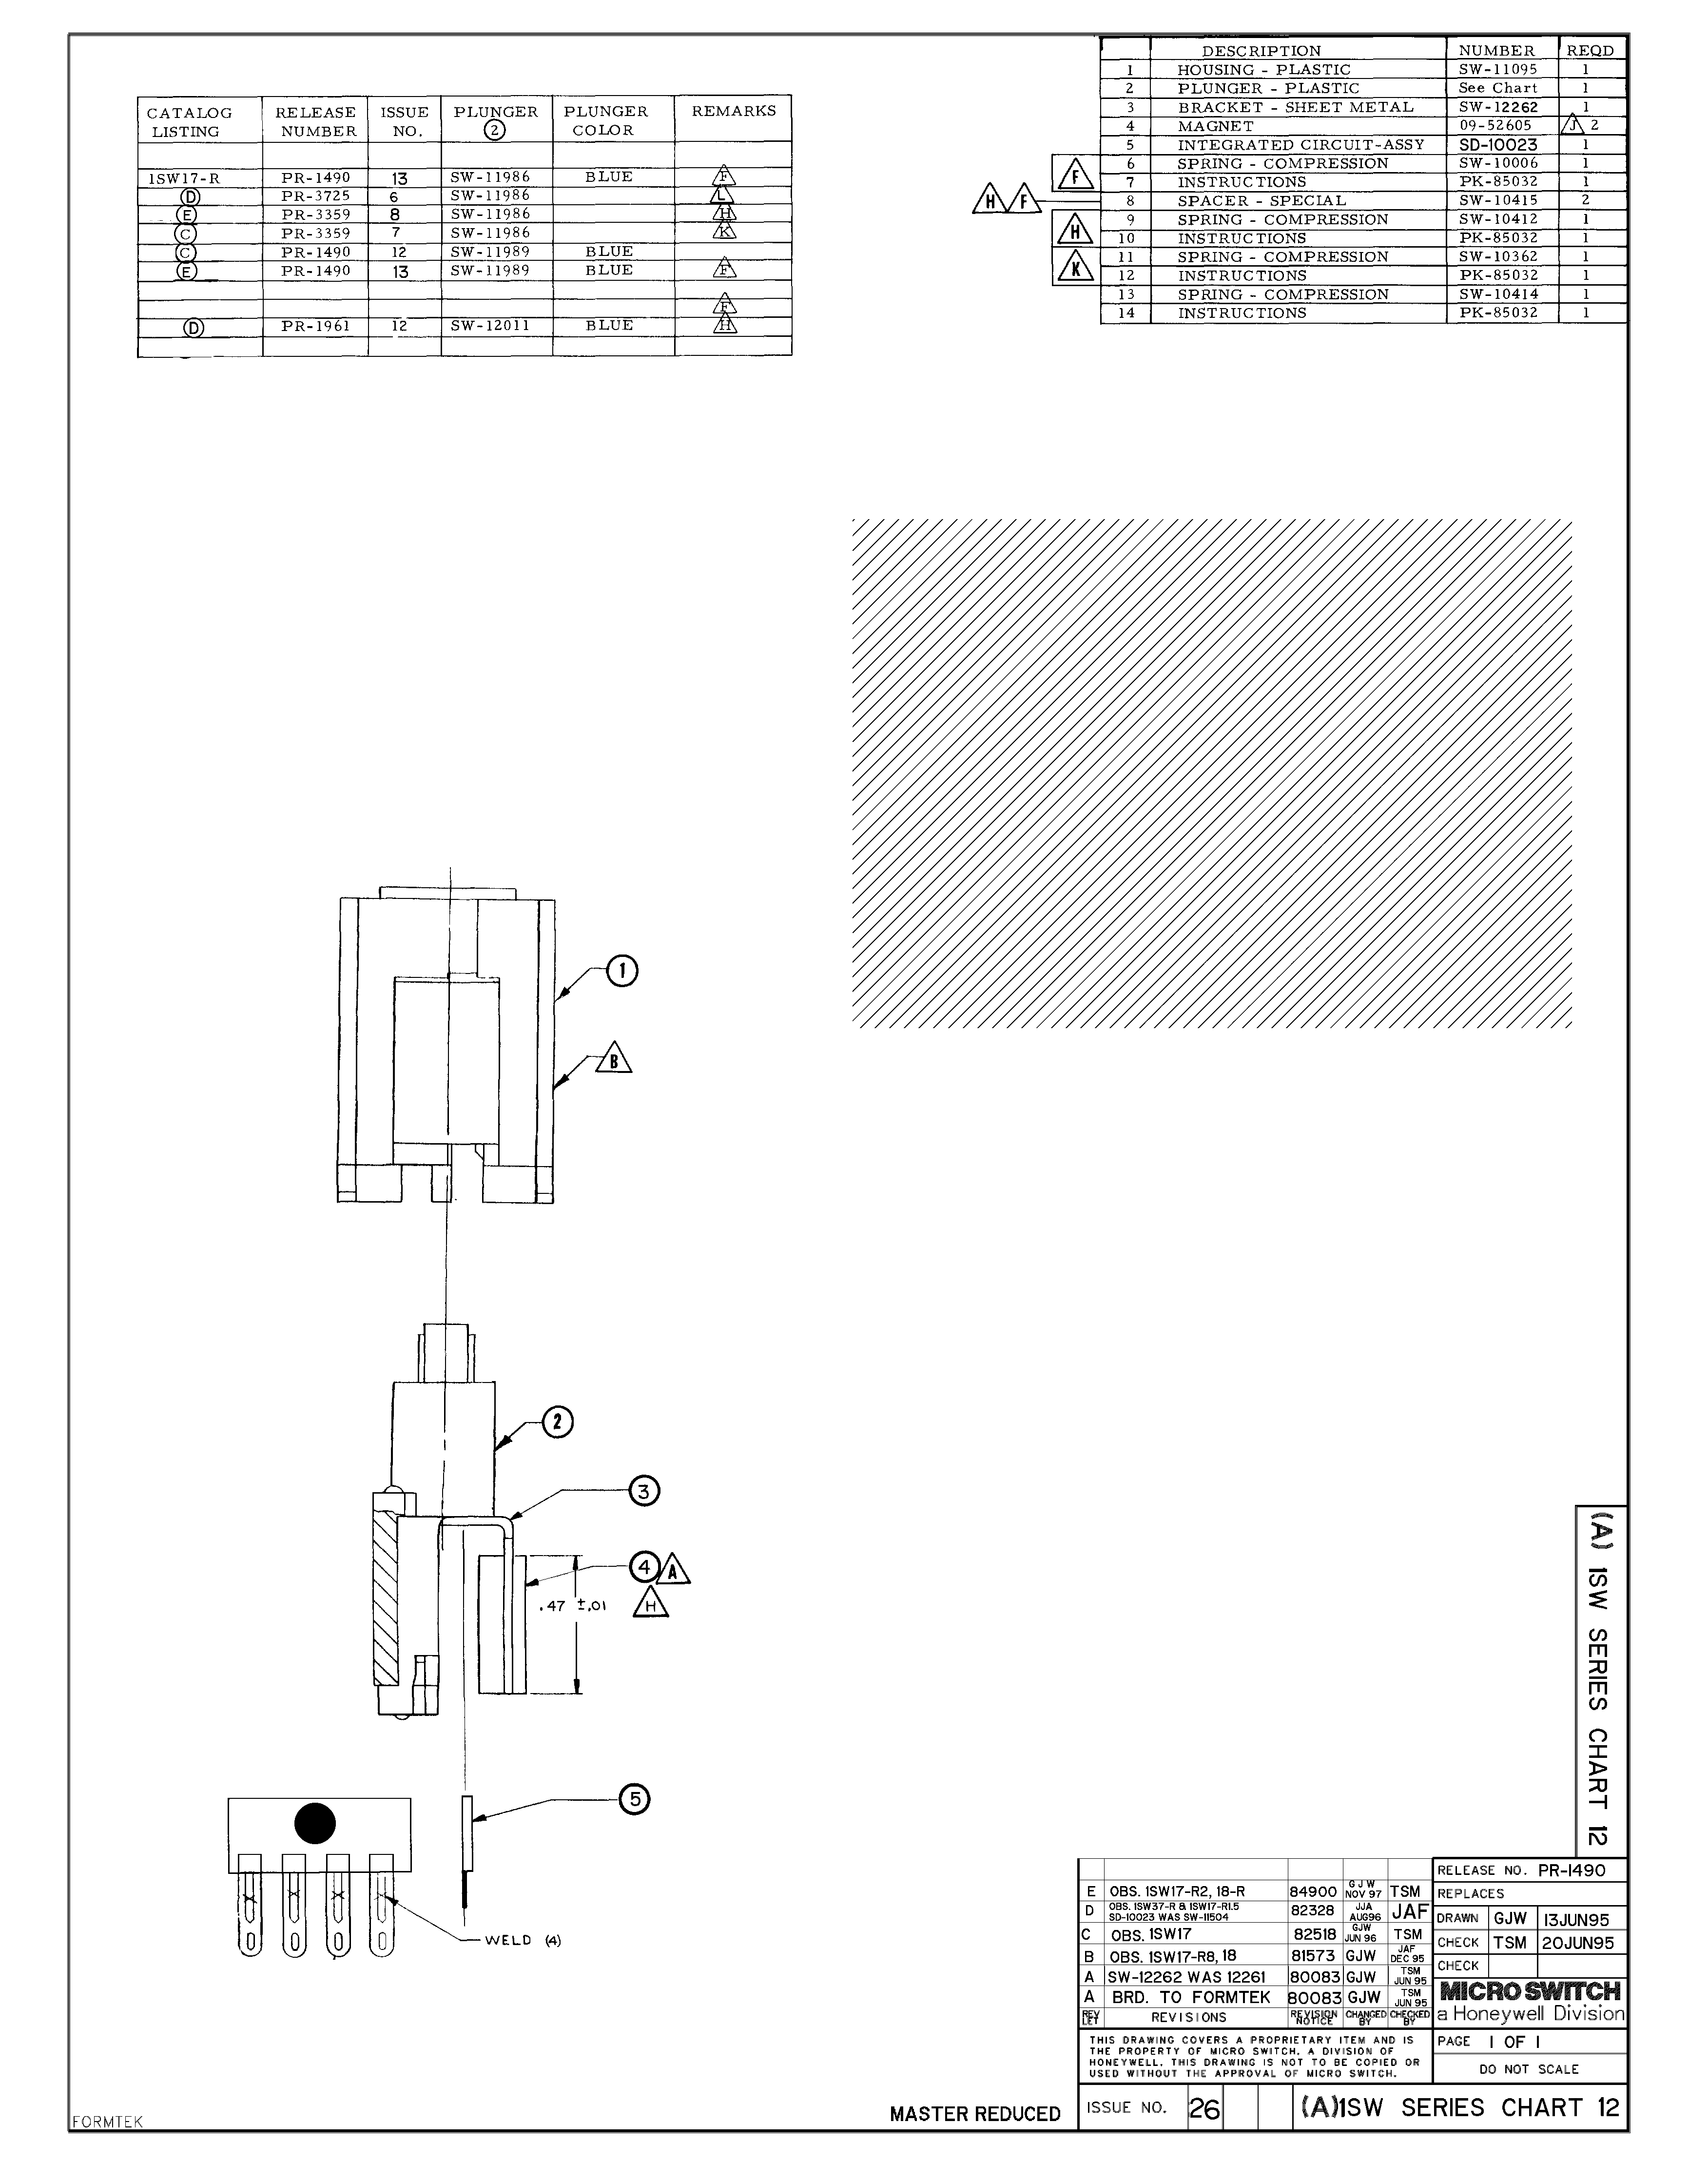 DESCRIPTION NUMBER REQD
1 HOUSING - PLASTIC SW-11095 1
2 PLUNGER - PLASTIC See Chart 1
3 BRACKET - SHEET METAL SW-12262 1
4 MAGNET 09-52605 J 2
5 INTEGRATED CIRCUIT-ASSY SD-10023 1
F 6 SPRING - COMPRESSION SW-10006 1
7 INSTRUCTIONS PK-85032 1
H F 8 SPACER - SPECIAL SW-10415 2
H 9 SPRING - COMPRESSION SW-10412 1
10 INSTRUCTIONS PK-85032 1
K 11 SPRING - COMPRESSION SW-10362 1
12 INSTRUCTIONS PK-85032 1
13 SPRING - COMPRESSION SW-10414 1
14 INSTRUCTIONS PK-85032 1
CATALOG RELEASE ISSUE PLUNGER PLUNGER REMARKS
LISTING NUMBER NO. 2 COLOR
1SW17-R PR-1490 13 SW-11986 BLUE F
D PR-3725 6 SW-11986 L
E PR-3359 8 SW-11986 H
C PR-3359 7 SW-11986 K
C PR-1490 12 SW-11989 BLUE
E PR-1490 13 SW-11989 BLUE F
F
D PR-1961 12 SW-12011 BLUE H
1
B
2
3
4 A
.47 ±.01 H
5
WELD (4)
(A) 1SW SERIES CHART 12
E OBS. 1SW17-R2, 18-R 84900 GJW NOV 97 TSM
D OBS. 1SW37-R & 1SW17-R1.5
SD-10023 WAS SW-11504 82328 JJA AUG96 JAF
C OBS. 1SW17 82518 GJW JUN 96 TSM
B OBS. 1SW17-R8, 18 81573 GJW JAF DEC 95
A SW-12262 WAS 12261 80083 GJW TSM JUN 95
A BRD. TO FORMTEK 80083 GJW TSM JUN 95
REV LET REVISIONS REVISION NOTICE CHANGED BY CHECKED BY
THIS DRAWING COVERS A PROPRIETARY ITEM AND IS
THE PROPERTY OF MICRO SWITCH, A DIVISION OF
HONEYWELL. THIS DRAWING IS NOT TO BE COPIED OR
USED WITHOUT THE APPROVAL OF MICRO SWITCH.
RELEASE NO. PR-1490
REPLACES
DRAWN GJW 13JUN95
CHECK TSM 20JUN95
CHECK
MICRO SWITCH
a Honeywell Division
PAGE 1 OF 1
DO NOT SCALE
ISSUE NO. 26 (A)1SW SERIES CHART 12
MASTER REDUCED
FORMTEK